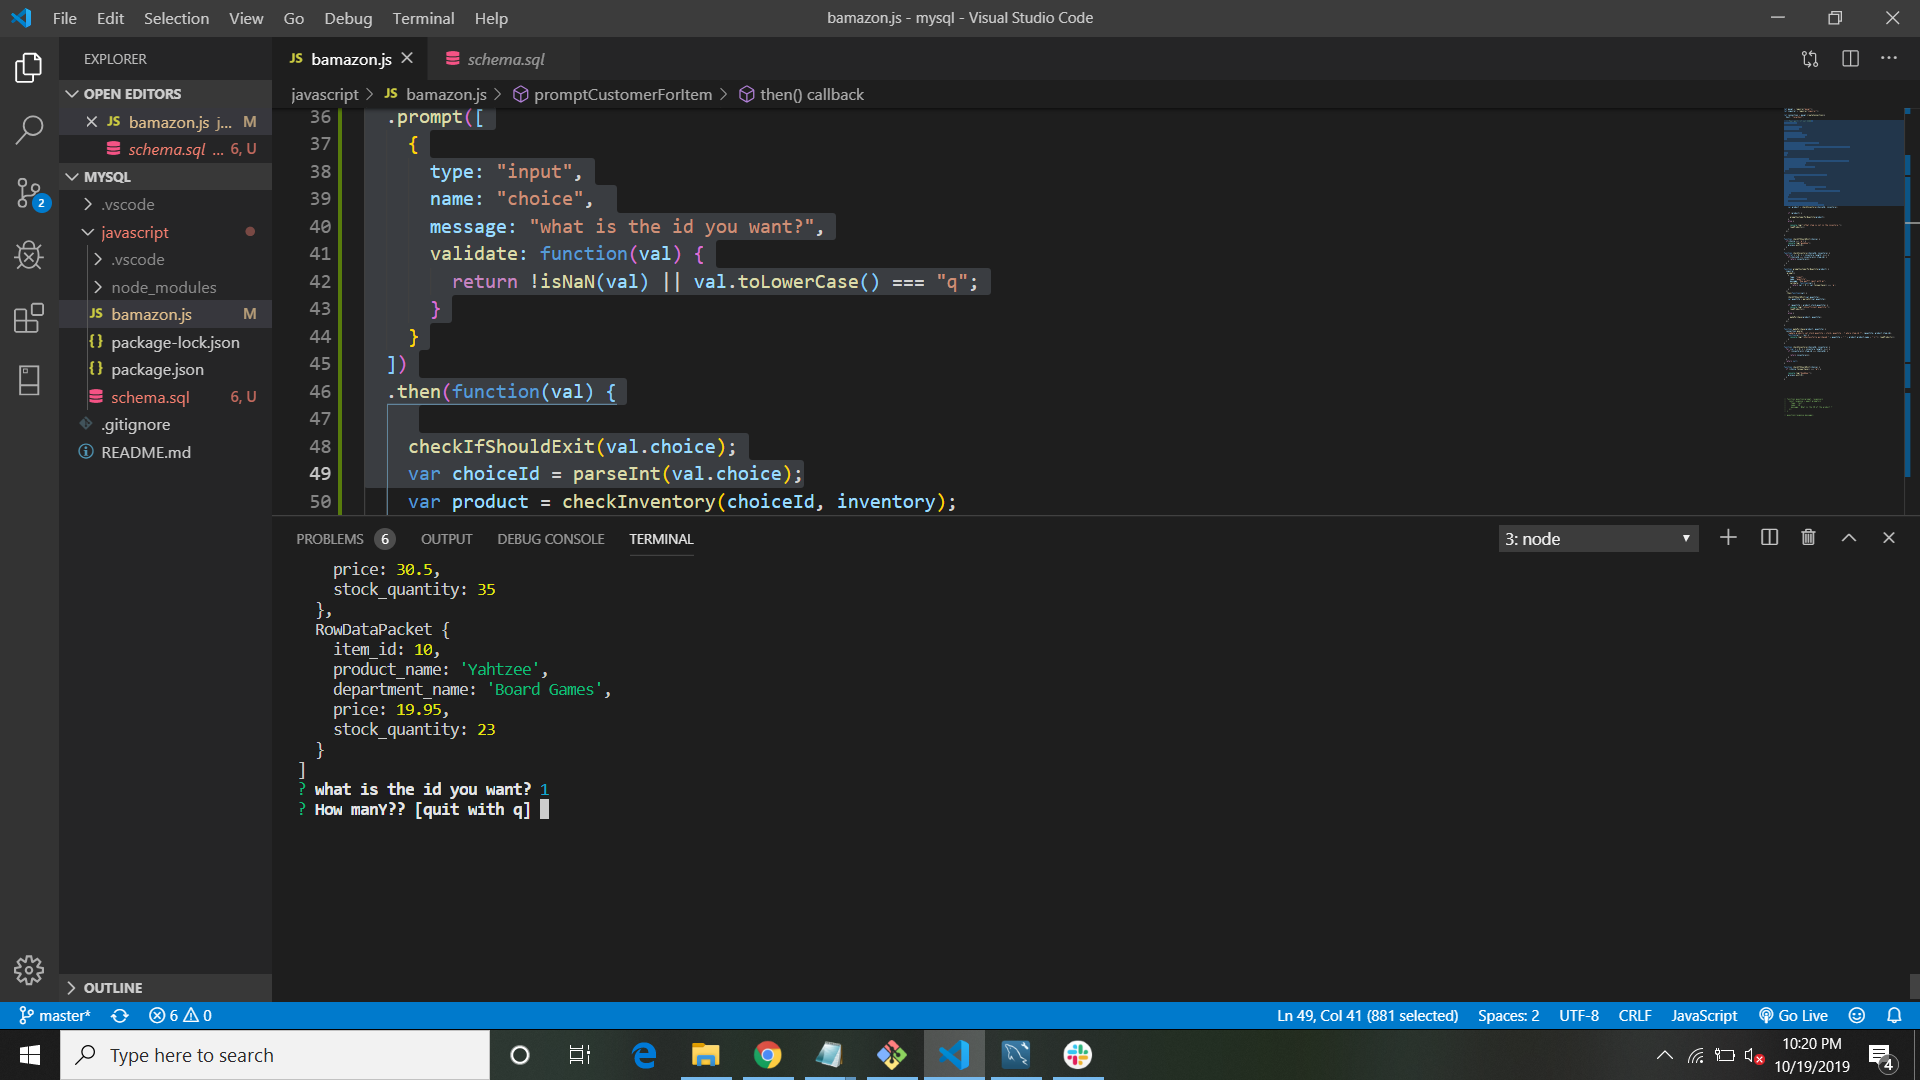 File Edit Selection View Go Debug Terminal Help
bamazon.js - mysql - Visual Studio Code
EXPLORER
OPEN EDITORS
JS bamazon.js j... M
schema.sql ... 6, U
MYSQL
.vscode
javascript
.vscode
node_modules
JS bamazon.js M
{} package-lock.json
{} package.json
schema.sql 6, U
.gitignore
README.md
OUTLINE
2
JS bamazon.js
schema.sql
javascript > JS bamazon.js > promptCustomerForItem > then() callback
36 .prompt([
37 {
38 type: "input",
39 name: "choice",
40 message: "what is the id you want?",
41 validate: function(val) {
42 return !isNaN(val) || val.toLowerCase() === "q";
43 }
44 }
45 ])
46 .then(function(val) {
47
48 checkIfShouldExit(val.choice);
49 var choiceId = parseInt(val.choice);
50 var product = checkInventory(choiceId, inventory);
PROBLEMS 6 OUTPUT DEBUG CONSOLE TERMINAL
3: node
price: 30.5,
stock_quantity: 35
},
RowDataPacket {
item_id: 10,
product_name: 'Yahtzee',
department_name: 'Board Games',
price: 19.95,
stock_quantity: 23
}
]
? what is the id you want? 1
? How manY?? [quit with q]
master* 6 0
Ln 49, Col 41 (881 selected) Spaces: 2 UTF-8 CRLF JavaScript Go Live
Type here to search
10:20 PM
10/19/2019
4